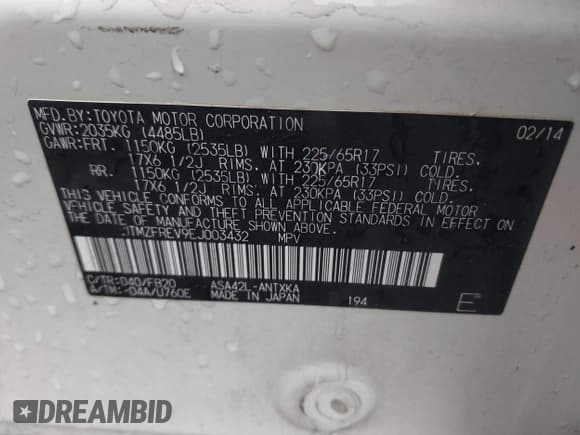 MFD.BY:TOYOTA MOTOR CORPORATION 02/14
GVWR:2035KG (4485LB)
GAWR:FRT. 1150KG (2535LB) WITH 225/65R17 TIRES.
17X6 1/2J RIMS, AT 230KPA (33PSI) COLD.
RR. 1150KG (2535LB) WITH 225/65R17 TIRES.
17X6 1/2J RIMS, AT 230KPA (33PSI) COLD.
THIS VEHICLE CONFORMS TO ALL APPLICABLE FEDERAL MOTOR
VEHICLE SAFETY AND THEFT PREVENTION STANDARDS IN EFFECT ON
THE DATE OF MANUFACTURE SHOWN ABOVE.
JTMZFREV9EJ003432 MPV
C/TR:040/FB20 ASA42L-ANTXKA
A/TM:-04A/U760E MADE IN JAPAN 194 E
DREAMBID